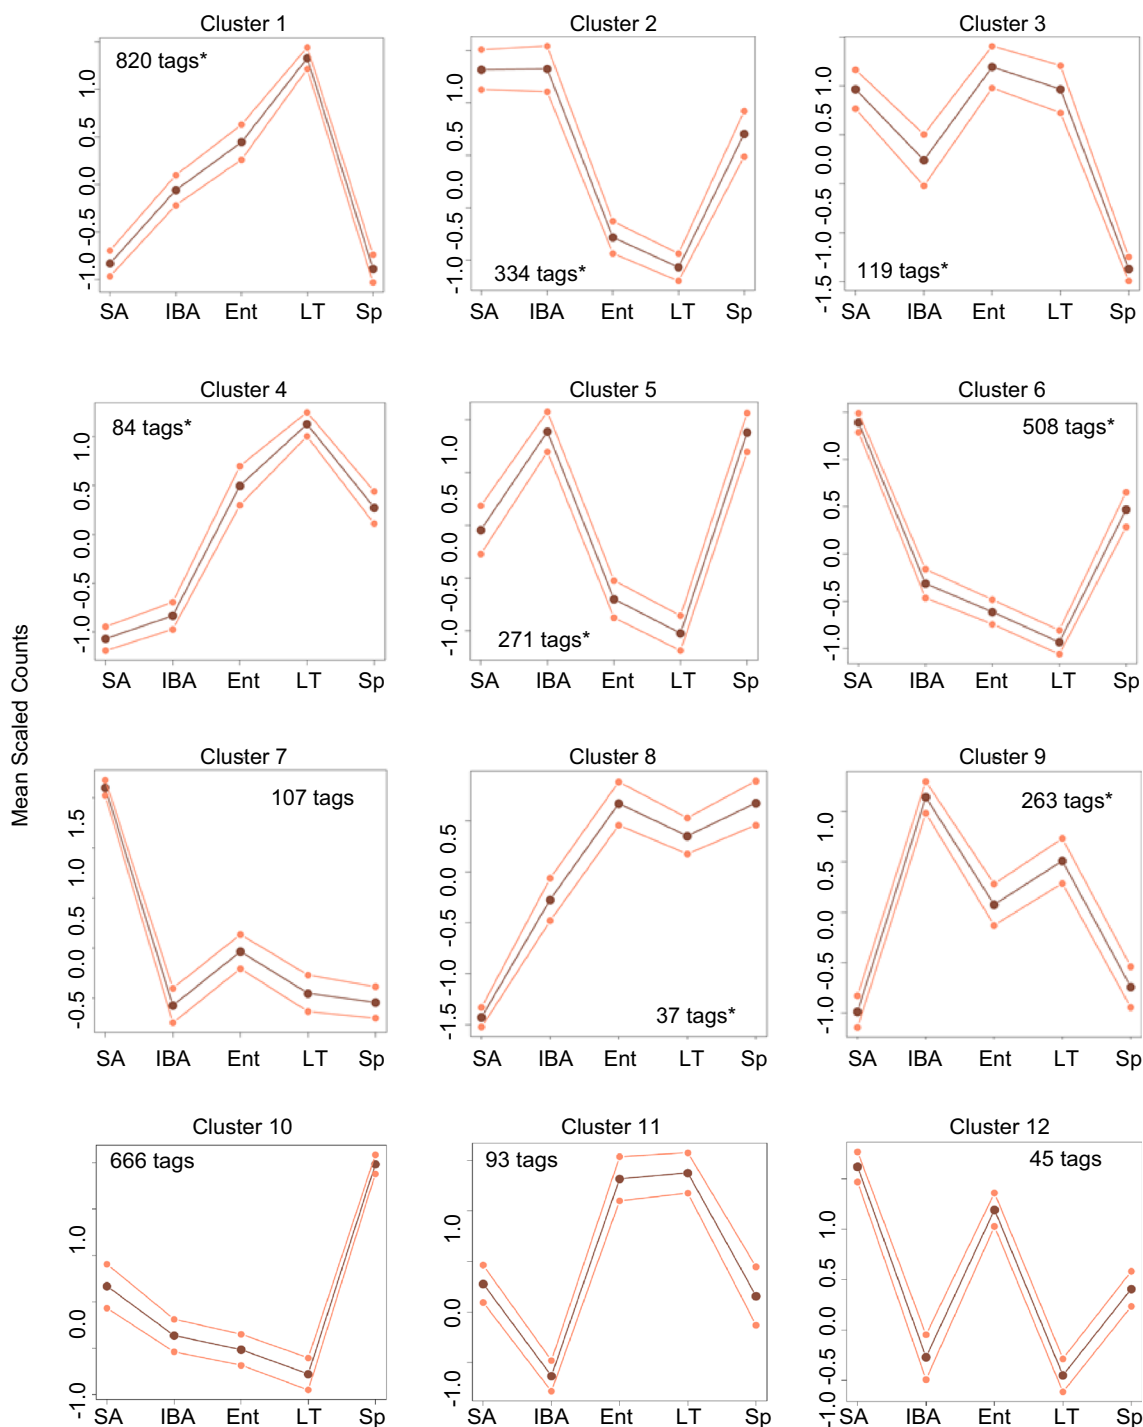 Mean Scaled Counts
Cluster 1
820 tags*
1.0
0.5
0.0
-0.5
-1.0
SA IBA Ent LT Sp
Cluster 2
334 tags*
1.0
0.5
0.0
-0.5
-1.0
SA IBA Ent LT Sp
Cluster 3
119 tags*
1.0
0.5
0.0
-0.5
-1.0
-1.5
SA IBA Ent LT Sp
Cluster 4
84 tags*
1.0
0.5
0.0
-0.5
-1.0
SA IBA Ent LT Sp
Cluster 5
271 tags*
1.0
0.5
0.0
-0.5
-1.0
SA IBA Ent LT Sp
Cluster 6
508 tags*
1.0
0.5
0.0
-0.5
-1.0
SA IBA Ent LT Sp
Cluster 7
107 tags
1.5
1.0
0.5
0.0
-0.5
SA IBA Ent LT Sp
Cluster 8
37 tags*
0.5
0.0
-0.5
-1.0
-1.5
SA IBA Ent LT Sp
Cluster 9
263 tags*
1.0
0.5
0.0
-0.5
-1.0
SA IBA Ent LT Sp
Cluster 10
666 tags
1.0
0.0
-1.0
SA IBA Ent LT Sp
Cluster 11
93 tags
1.0
0.0
-1.0
SA IBA Ent LT Sp
Cluster 12
45 tags
1.0
0.5
0.0
-0.5
-1.0
SA IBA Ent LT Sp